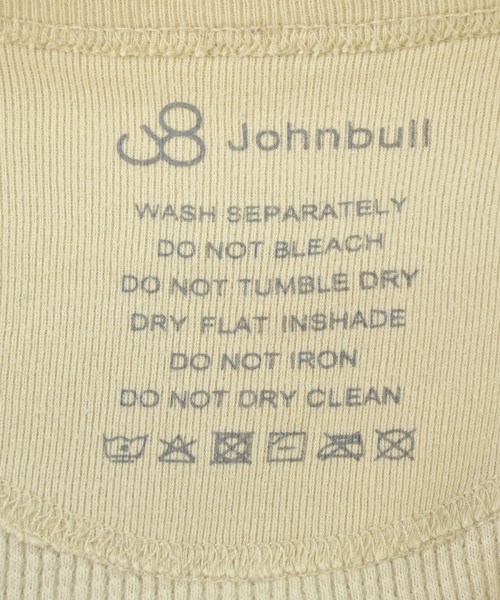 Johnbull
WASH SEPARATELY
DO NOT BLEACH
DO NOT TUMBLE DRY
DRY FLAT INSHADE
DO NOT IRON
DO NOT DRY CLEAN